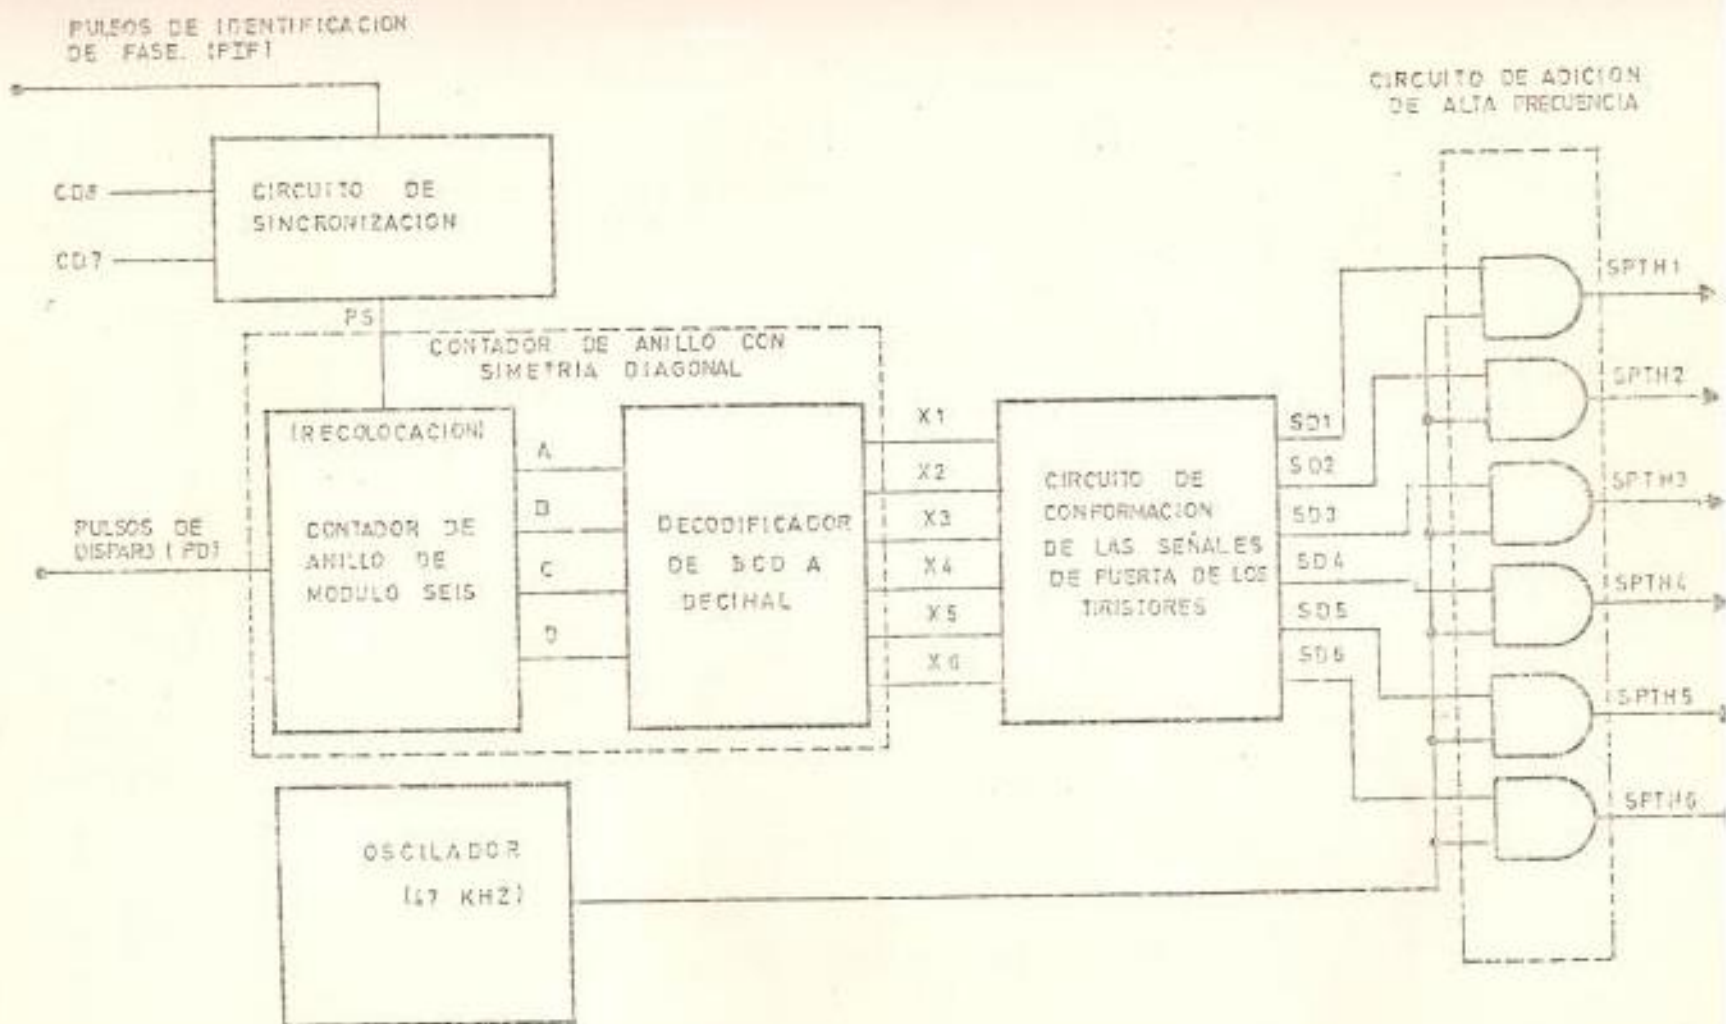 PULSOS DE IDENTIFICACION
DE FASE. (PIF)
CIRCUITO DE ADICION
DE ALTA FRECUENCIA
CD8
CIRCUITO DE
SINCRONIZACION
CD7
PS
CONTADOR DE ANILLO CON
SIMETRIA DIAGONAL
(RECOLOCACION)
CONTADOR DE
ANILLO DE
MODULO SEIS
PULSOS DE
DISPARO (PD)
A
B
C
D
DECODIFICADOR
DE BCD A
DECIMAL
X1
X2
X3
X4
X5
X6
CIRCUITO DE
CONFORMACION
DE LAS SEÑALES
DE PUERTA DE LOS
TIRISTORES
SD1
SD2
SD3
SD4
SD5
SD6
SPTH1
SPTH2
SPTH3
SPTH4
SPTH5
SPTH6
OSCILADOR
KHZ)